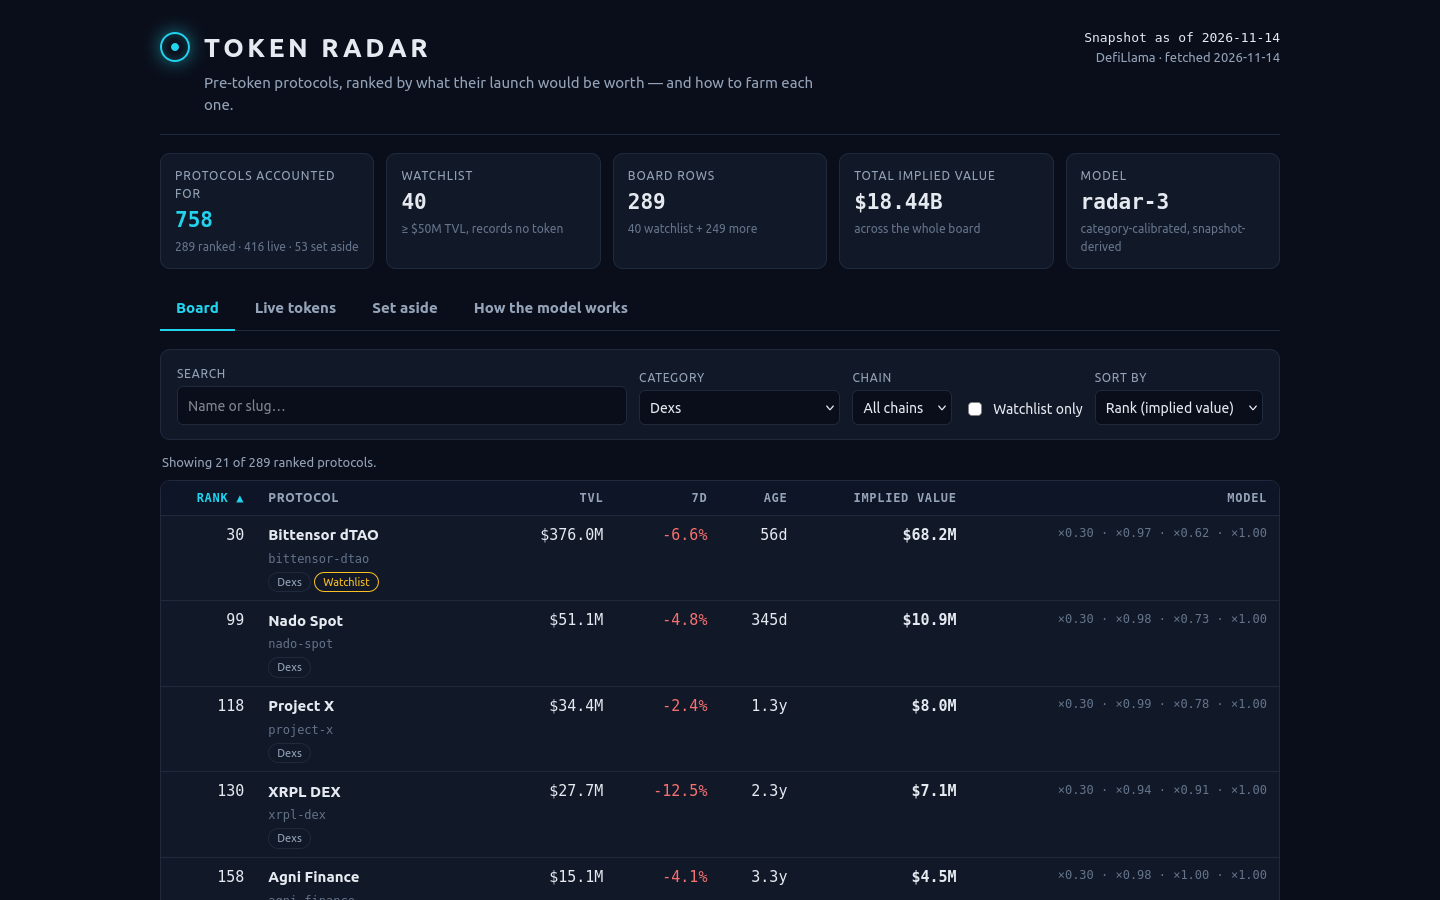 TOKEN RADAR
Pre-token protocols, ranked by what their launch would be worth — and how to farm each
one.
Snapshot as of 2026-11-14
DefiLlama · fetched 2026-11-14
PROTOCOLS ACCOUNTED
FOR
758
289 ranked · 416 live · 53 set aside
WATCHLIST
40
≥ $50M TVL, records no token
BOARD ROWS
289
40 watchlist + 249 more
TOTAL IMPLIED VALUE
$18.44B
across the whole board
MODEL
radar-3
category-calibrated, snapshot-
derived
Board Live tokens Set aside How the model works
SEARCH
Name or slug…
CATEGORY
Dexs
CHAIN
All chains
Watchlist only
SORT BY
Rank (implied value)
Showing 21 of 289 ranked protocols.
RANK ▲ PROTOCOL TVL 7D AGE IMPLIED VALUE MODEL
30 Bittensor dTAO $376.0M -6.6% 56d $68.2M ×0.30 · ×0.97 · ×0.62 · ×1.00
bittensor-dtao
Dexs Watchlist
99 Nado Spot $51.1M -4.8% 345d $10.9M ×0.30 · ×0.98 · ×0.73 · ×1.00
nado-spot
Dexs
118 Project X $34.4M -2.4% 1.3y $8.0M ×0.30 · ×0.99 · ×0.78 · ×1.00
project-x
Dexs
130 XRPL DEX $27.7M -12.5% 2.3y $7.1M ×0.30 · ×0.94 · ×0.91 · ×1.00
xrpl-dex
Dexs
158 Agni Finance $15.1M -4.1% 3.3y $4.5M ×0.30 · ×0.98 · ×1.00 · ×1.00
agni-finance